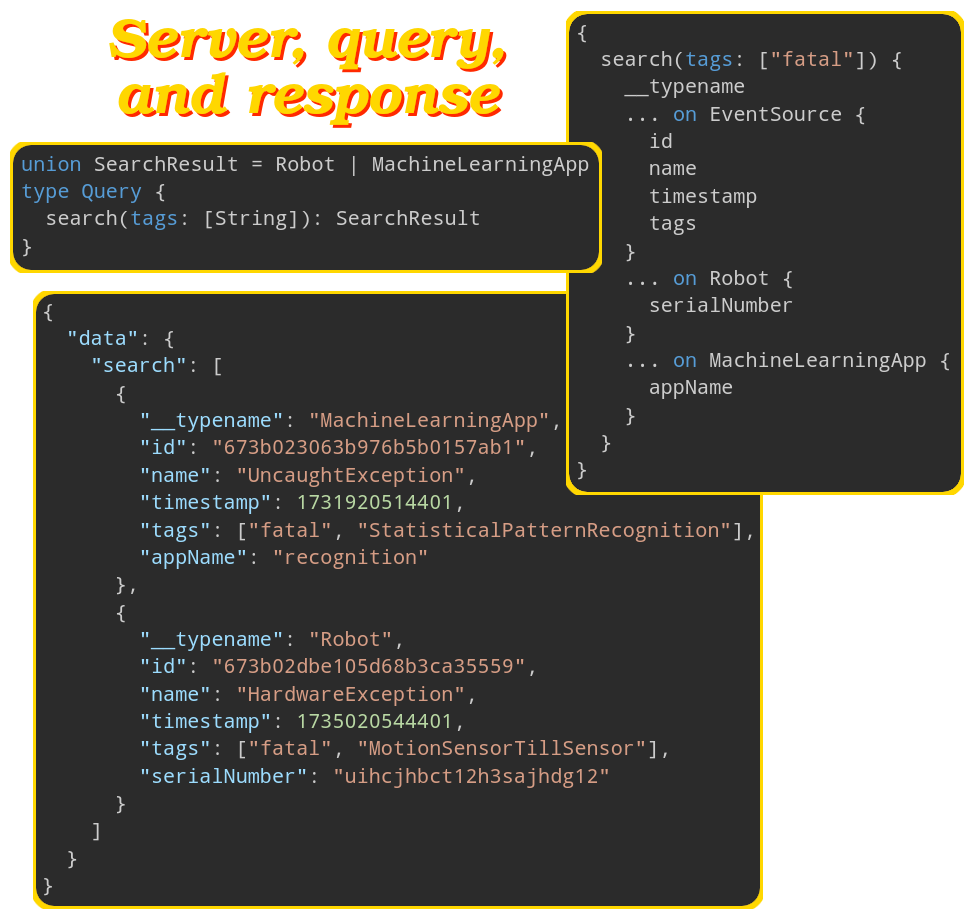 Server, query,
and response
union SearchResult = Robot | MachineLearningApp
type Query {
  search(tags: [String]): SearchResult
}
{
  search(tags: ["fatal"]) {
    __typename
    ... on EventSource {
      id
      name
      timestamp
      tags
    }
    ... on Robot {
      serialNumber
    }
    ... on MachineLearningApp {
      appName
    }
  }
}
{
  "data": {
    "search": [
      {
        "__typename": "MachineLearningApp",
        "id": "673b023063b976b5b0157ab1",
        "name": "UncaughtException",
        "timestamp": 1731920514401,
        "tags": ["fatal", "StatisticalPatternRecognition"],
        "appName": "recognition"
      },
      {
        "__typename": "Robot",
        "id": "673b02dbe105d68b3ca35559",
        "name": "HardwareException",
        "timestamp": 1735020544401,
        "tags": ["fatal", "MotionSensorTillSensor"],
        "serialNumber": "uihcjhbct12h3sajhdg12"
      }
    ]
  }
}